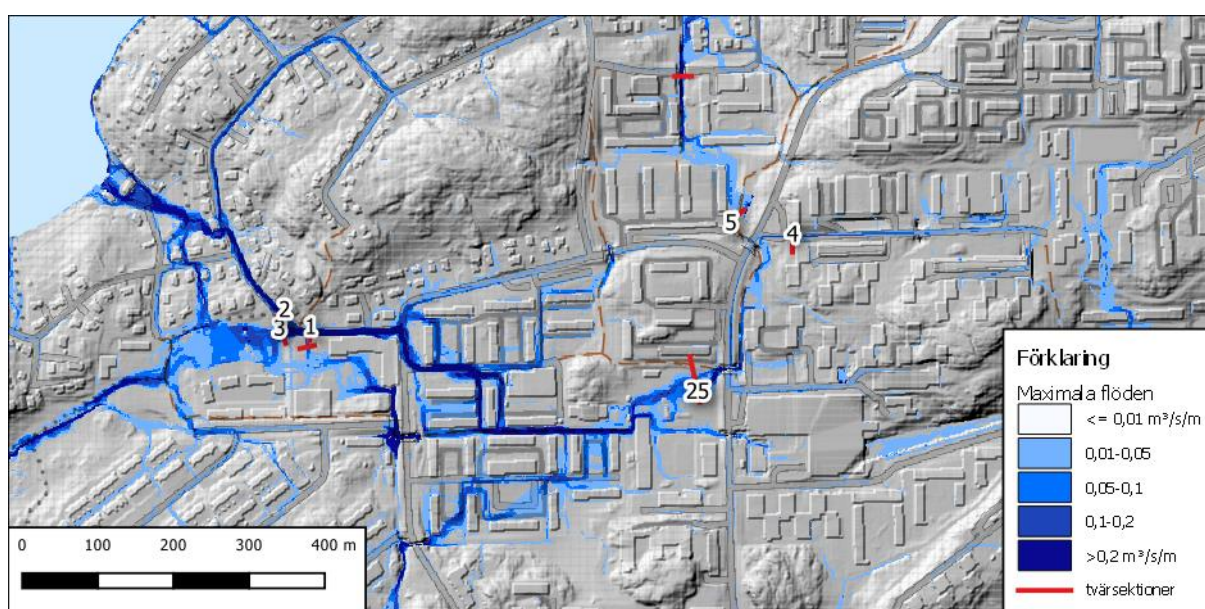 5
4
2
3
1
25
Förklaring
Maximala flöden
<= 0,01 m³/s/m
0,01-0,05
0,05-0,1
0,1-0,2
>0,2 m³/s/m
tvärsektioner
0 100 200 300 400 m